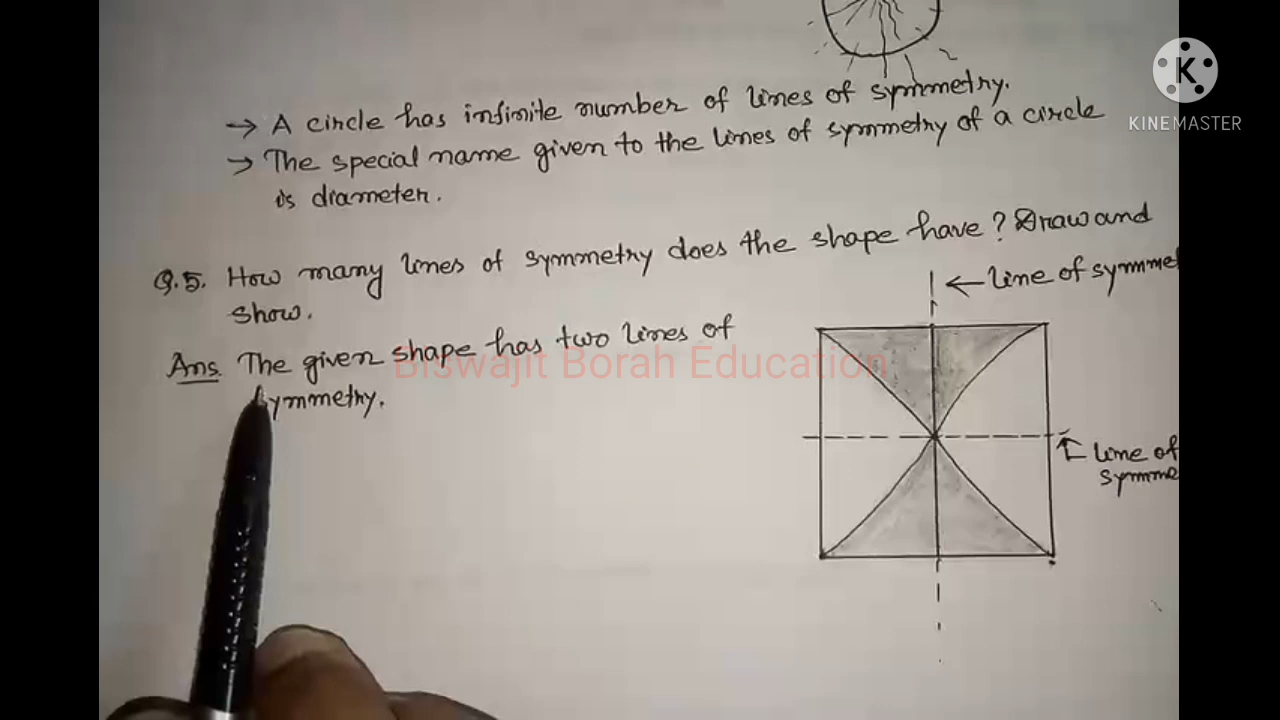 → A circle has infinite number of lines of symmetry.
→ The special name given to the lines of symmetry of a circle
is diameter.
Q.5. How many lines of symmetry does the shape have? Draw and
show.
← line of symme
Ans. The given shape has two lines of
symmetry.
line of
symme
Biswajit Borah Education
K
KINEMASTER